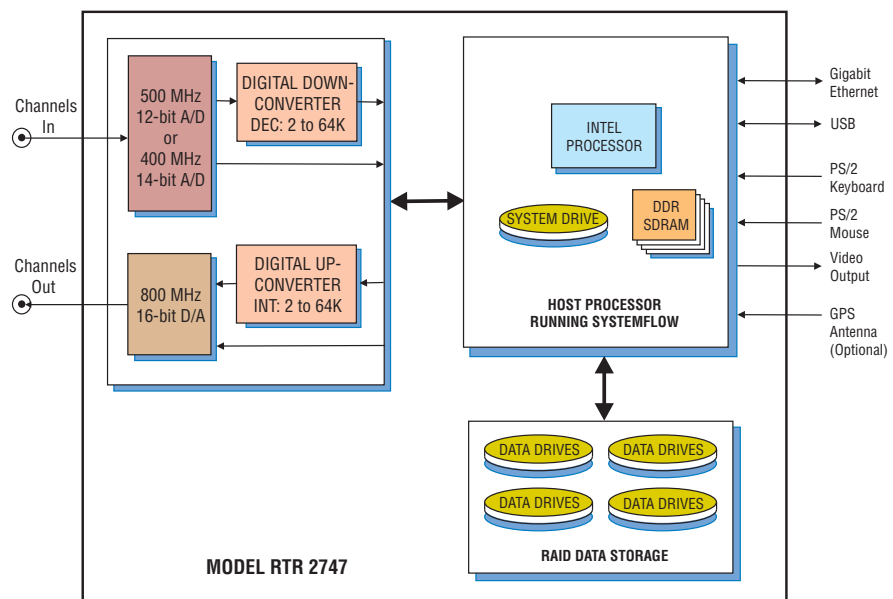 Channels
In
500 MHz
12-bit A/D
or
400 MHz
14-bit A/D
DIGITAL DOWN-
CONVERTER
DEC: 2 to 64K
Channels
Out
800 MHz
16-bit D/A
DIGITAL UP-
CONVERTER
INT: 2 to 64K
INTEL
PROCESSOR
SYSTEM DRIVE
DDR
SDRAM
HOST PROCESSOR
RUNNING SYSTEMFLOW
Gigabit
Ethernet
USB
PS/2
Keyboard
PS/2
Mouse
Video
Output
GPS
Antenna
(Optional)
DATA DRIVES
DATA DRIVES
DATA DRIVES
DATA DRIVES
RAID DATA STORAGE
MODEL RTR 2747